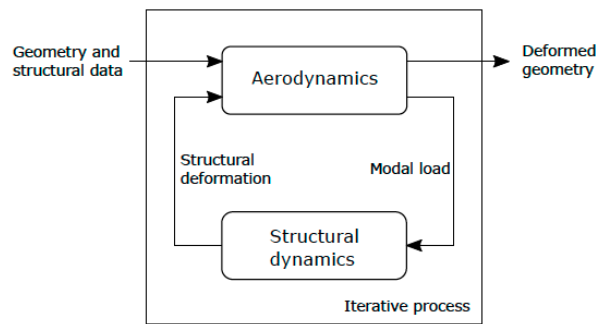 Geometry and
structural data
Aerodynamics
Deformed
geometry
Structural
deformation
Modal load
Structural
dynamics
Iterative process